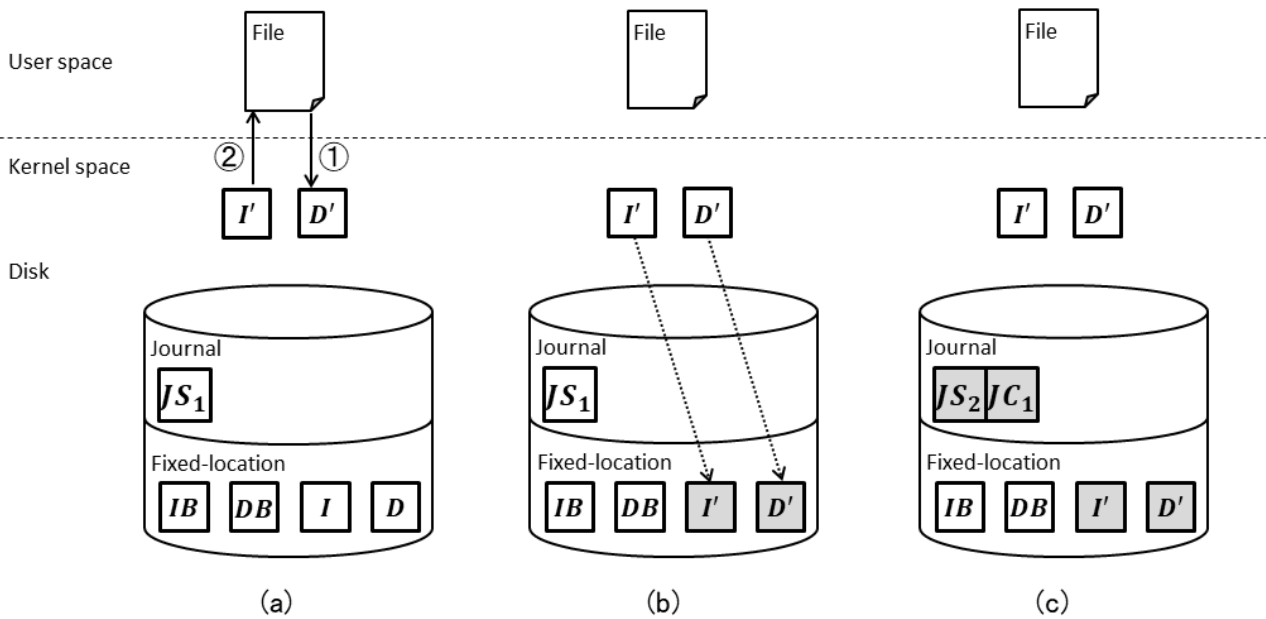 File
File
File
User space
② ①
Kernel space
I′ D′
I′ D′
I′ D′
Disk
Journal
JS₁
Fixed-location
IB DB I D
Journal
JS₁
Fixed-location
IB DB I′ D′
Journal
JS₂ JC₁
Fixed-location
IB DB I′ D′
(a)
(b)
(c)